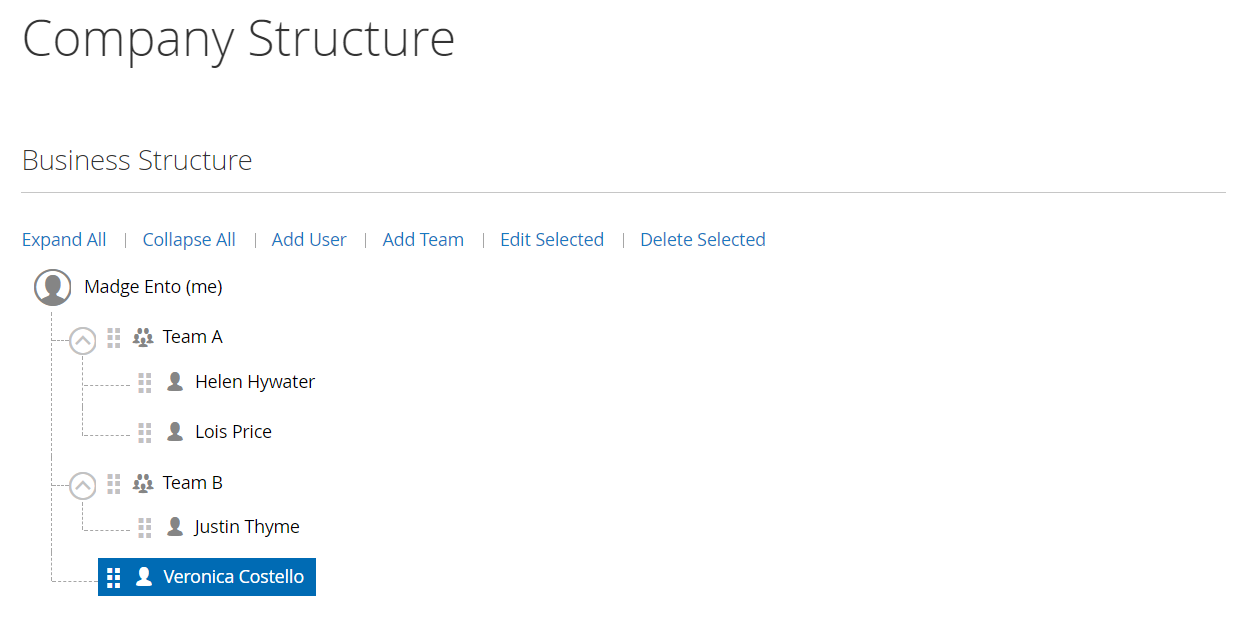 Company Structure
Business Structure
Expand All | Collapse All | Add User | Add Team | Edit Selected | Delete Selected
Madge Ento (me)
Team A
Helen Hywater
Lois Price
Team B
Justin Thyme
Veronica Costello